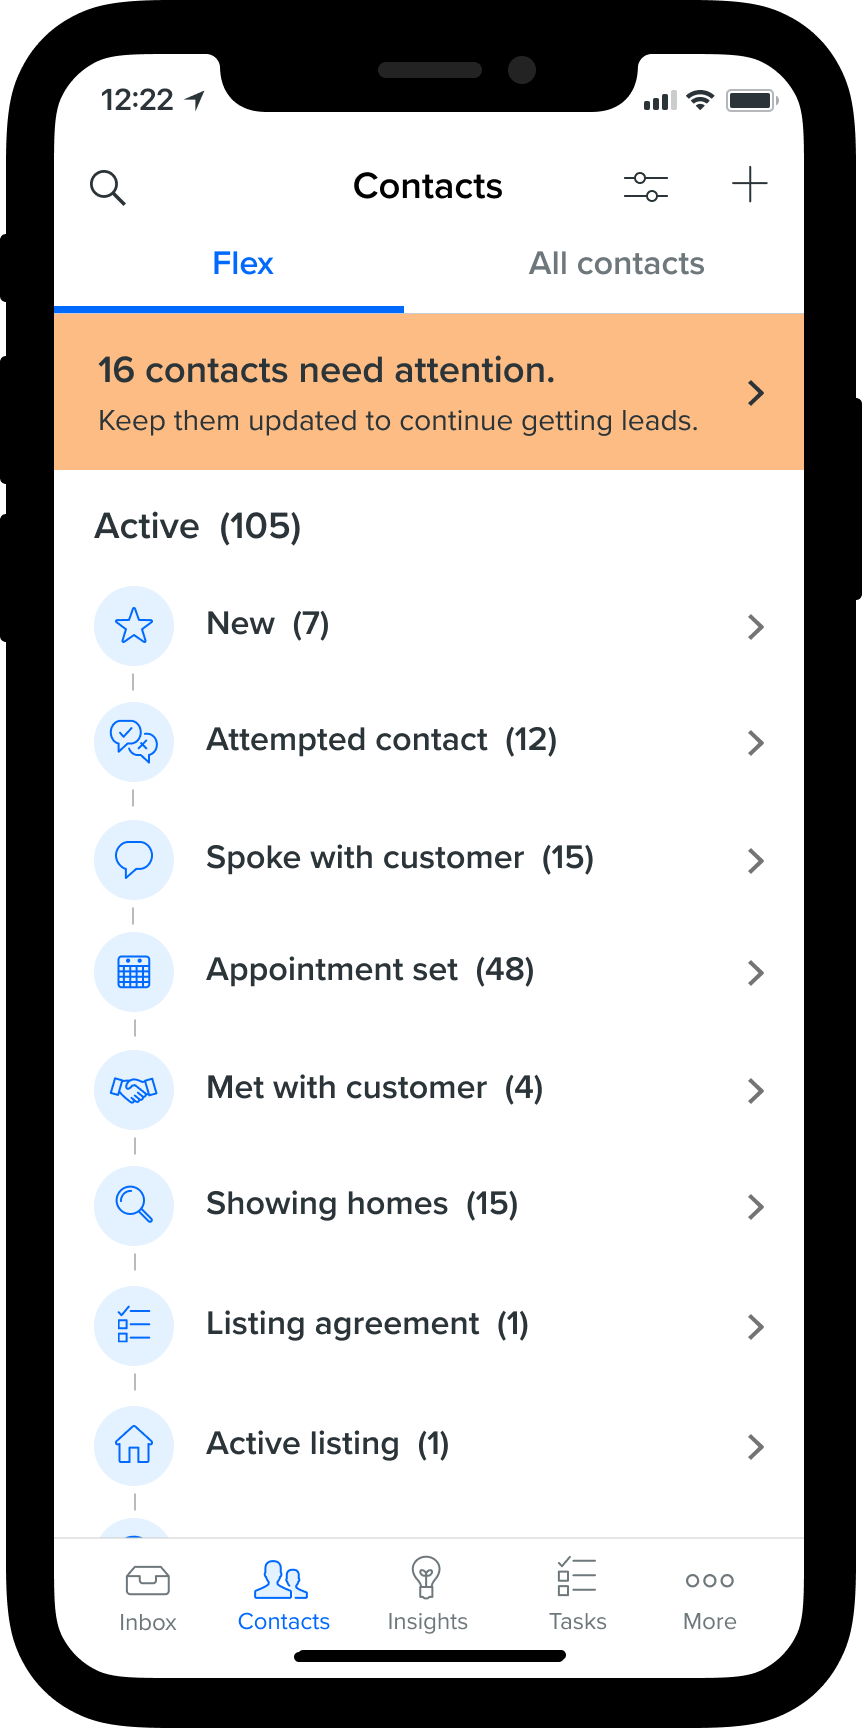 12:22
Contacts
Flex
All contacts
16 contacts need attention.
Keep them updated to continue getting leads.
Active (105)
New (7)
Attempted contact (12)
Spoke with customer (15)
Appointment set (48)
Met with customer (4)
Showing homes (15)
Listing agreement (1)
Active listing (1)
Inbox
Contacts
Insights
Tasks
More